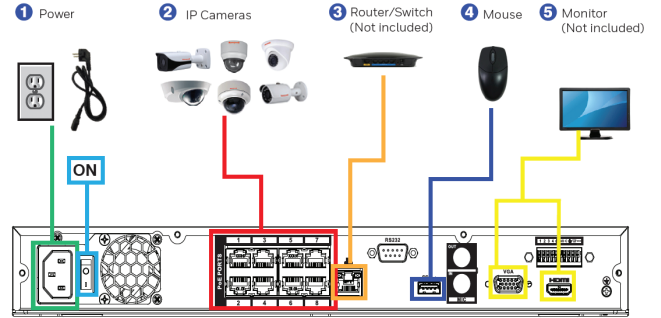 1 Power
2 IP Cameras
3 Router/Switch
(Not included)
4 Mouse
5 Monitor
(Not included)
ON
PoE PORTS
1 3 5 7
2 4 6 8
RS232
OUT
VGA
HDMI